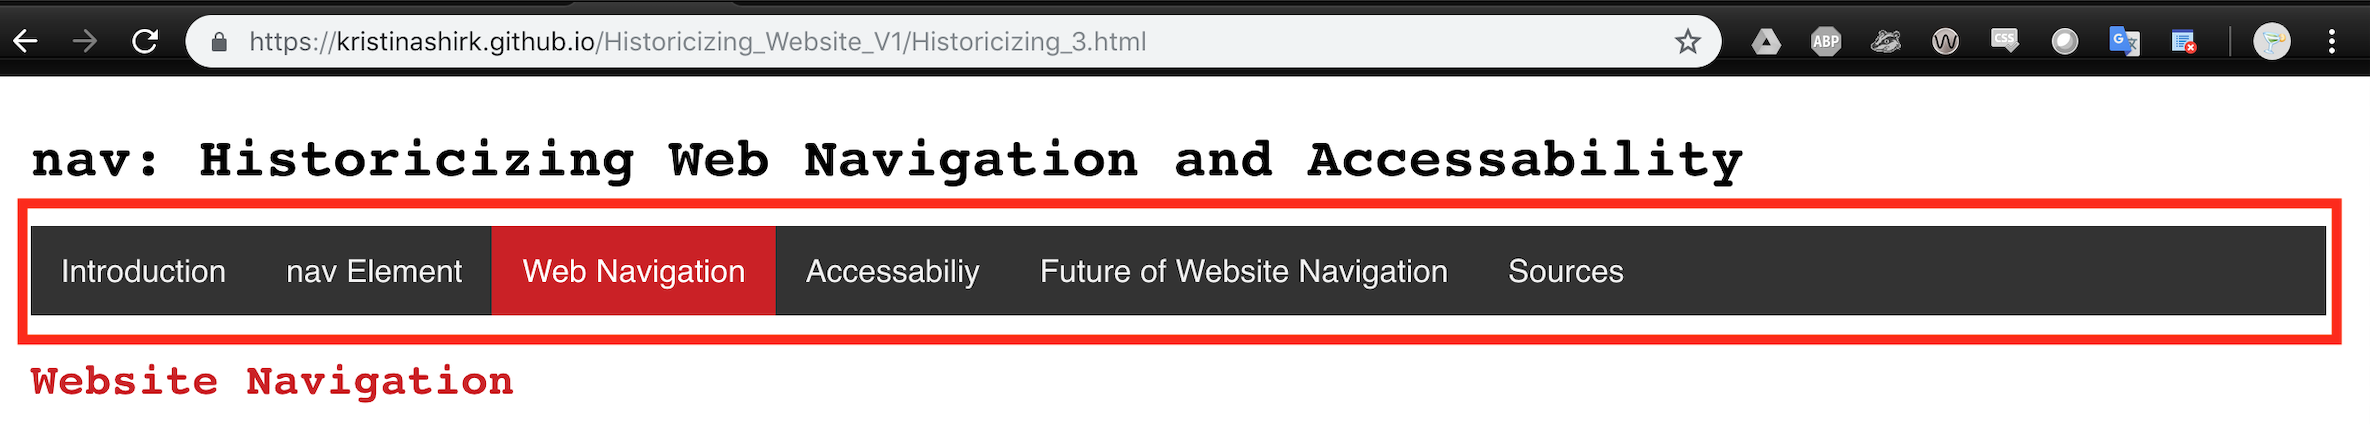 https://kristinashirk.github.io/Historicizing_Website_V1/Historicizing_3.html ABP CSS G
nav: Historicizing Web Navigation and Accessability
Introduction nav Element Web Navigation Accessabiliy Future of Website Navigation Sources
Website Navigation